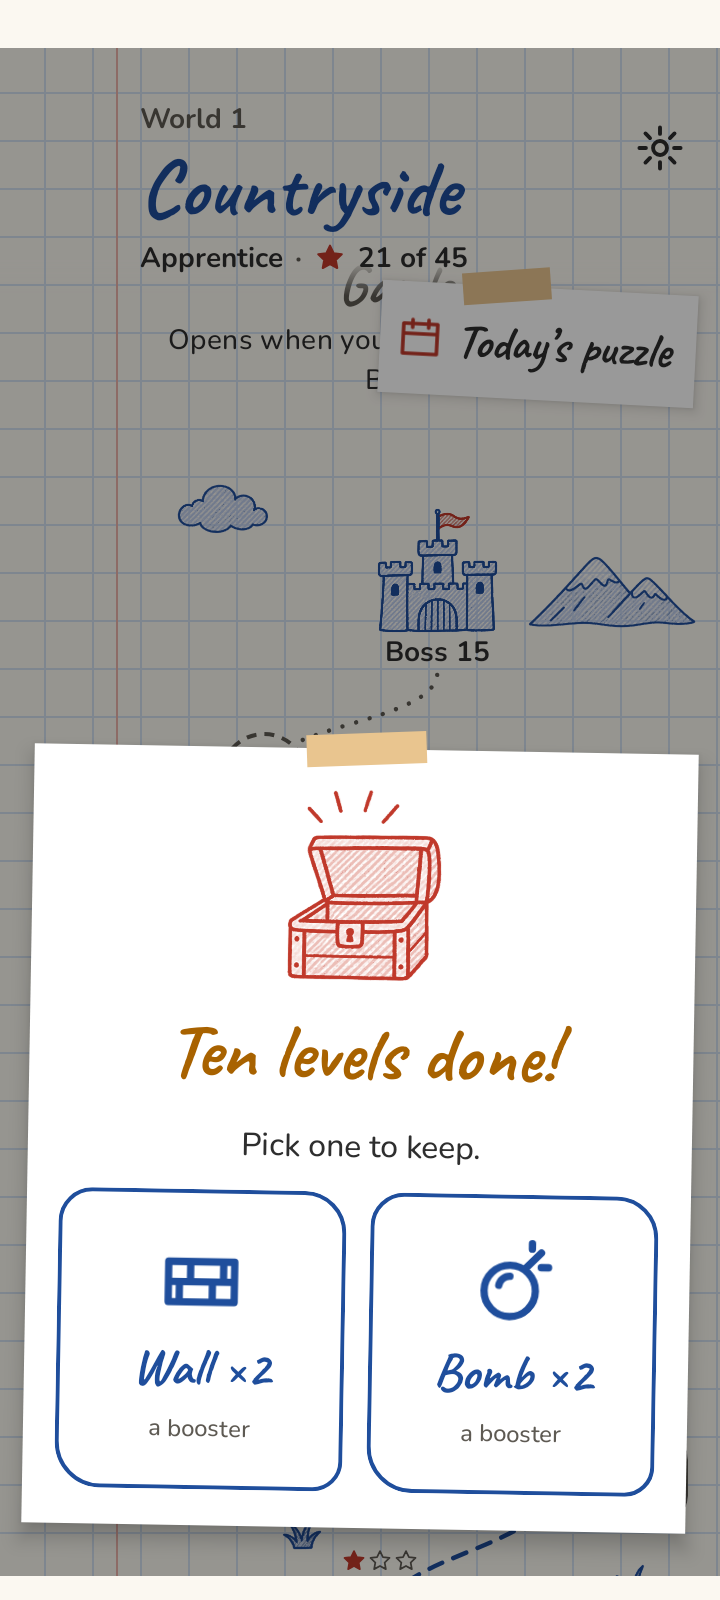 World 1
Countryside
Apprentice · 21 of 45
Opens when you
Today's puzzle
Boss 15
Ten levels done!
Pick one to keep.
Wall ×2
a booster
Bomb ×2
a booster